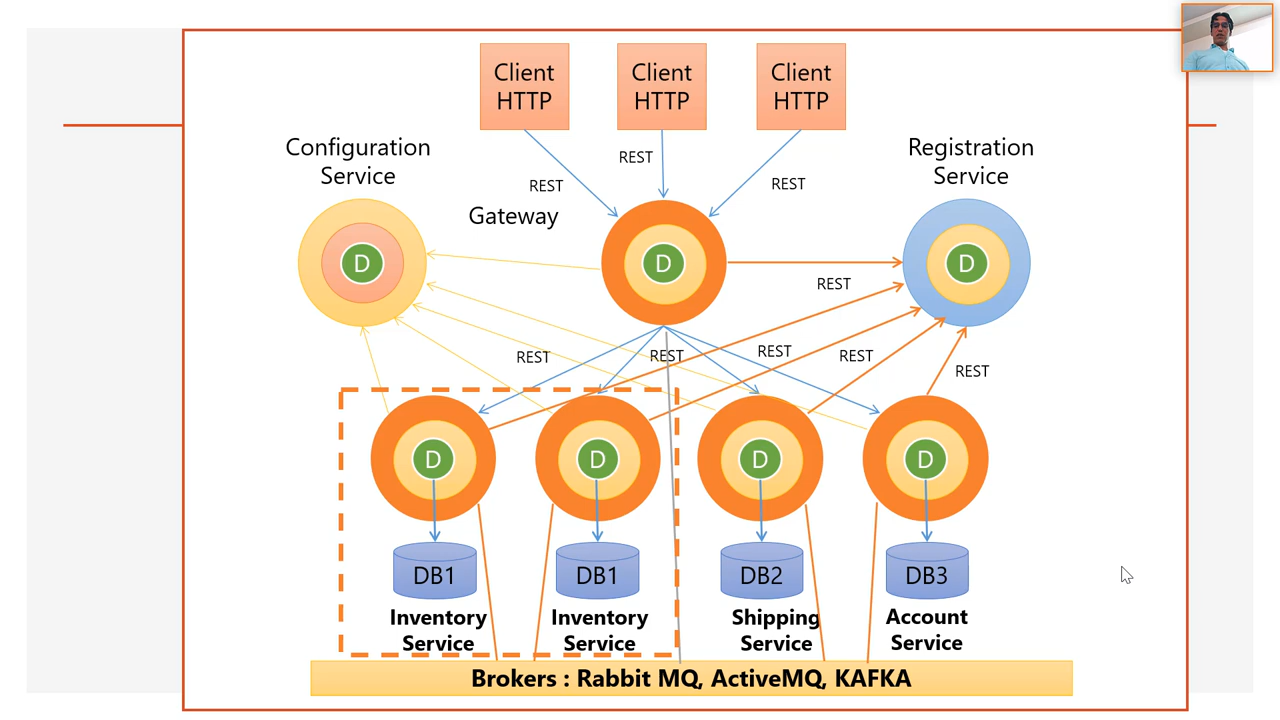 Client
HTTP
Client
HTTP
Client
HTTP
REST
REST
REST
Configuration
Service
Gateway
Registration
Service
D
D
D
REST
REST
REST
REST
REST
REST
D
D
D
D
DB1
DB1
DB2
DB3
Inventory
Service
Inventory
Service
Shipping
Service
Account
Service
Brokers : Rabbit MQ, ActiveMQ, KAFKA